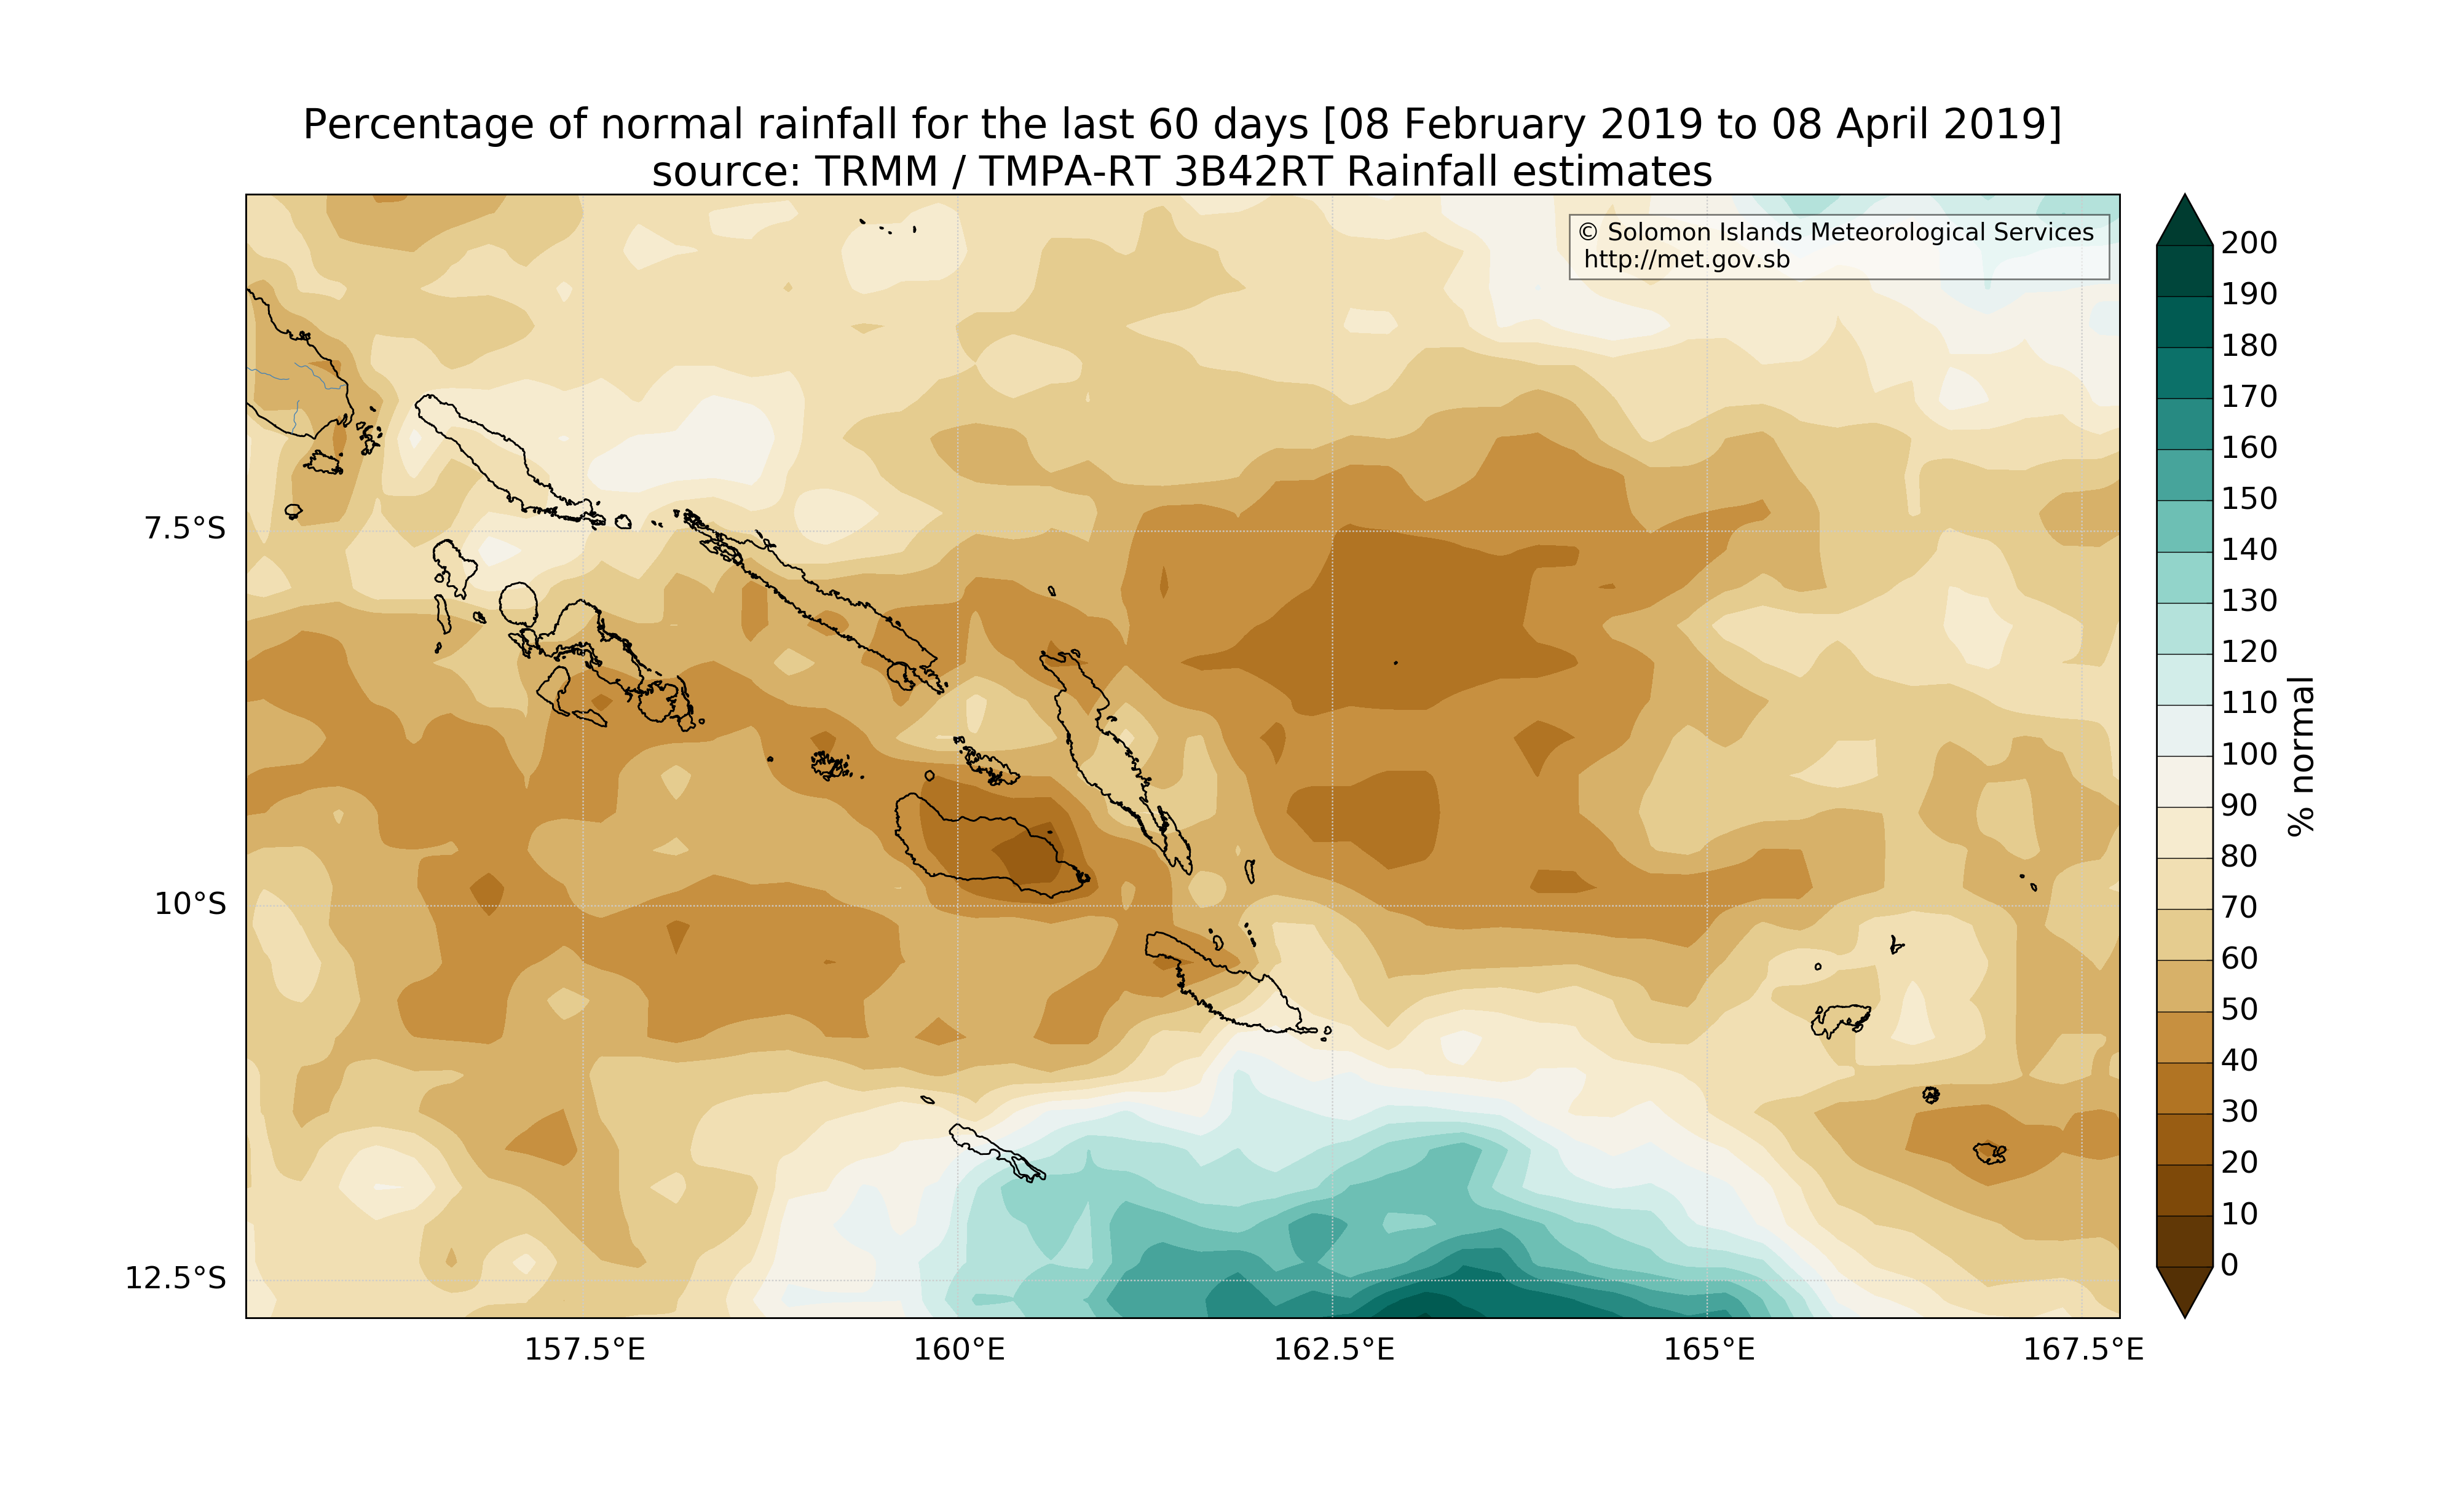 Percentage of normal rainfall for the last 60 days [08 February 2019 to 08 April 2019]
source: TRMM / TMPA-RT 3B42RT Rainfall estimates
© Solomon Islands Meteorological Services
http://met.gov.sb
7.5°S
10°S
12.5°S
157.5°E
160°E
162.5°E
165°E
167.5°E
200
190
180
170
160
150
140
130
120
110
100
90
80
70
60
50
40
30
20
10
0
% normal